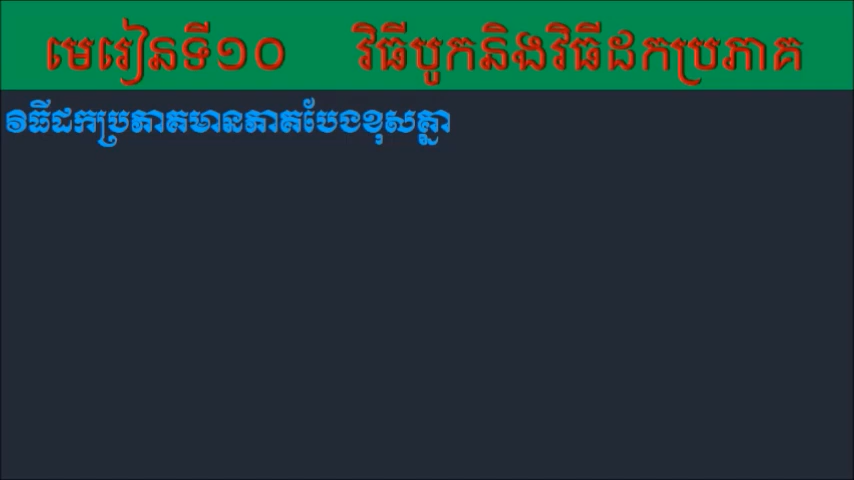 មេរៀនទី១០ វិធីបូកនិងវិធីដកប្រភាគ
វិធីដកប្រភាគមានភាគបែងខុសគ្នា